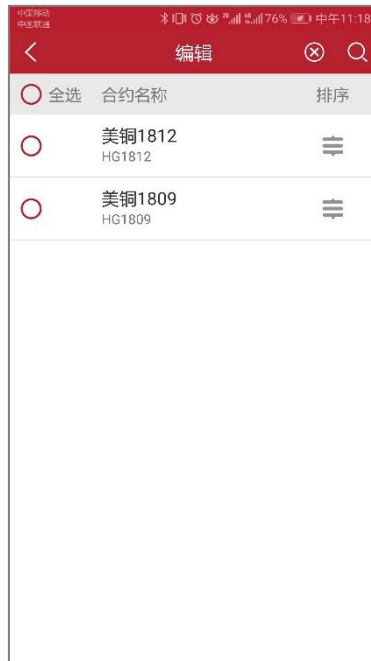 中国移动
中国联通
76% 中午11:18
编辑
全选 合约名称 排序
美铜1812
HG1812
美铜1809
HG1809